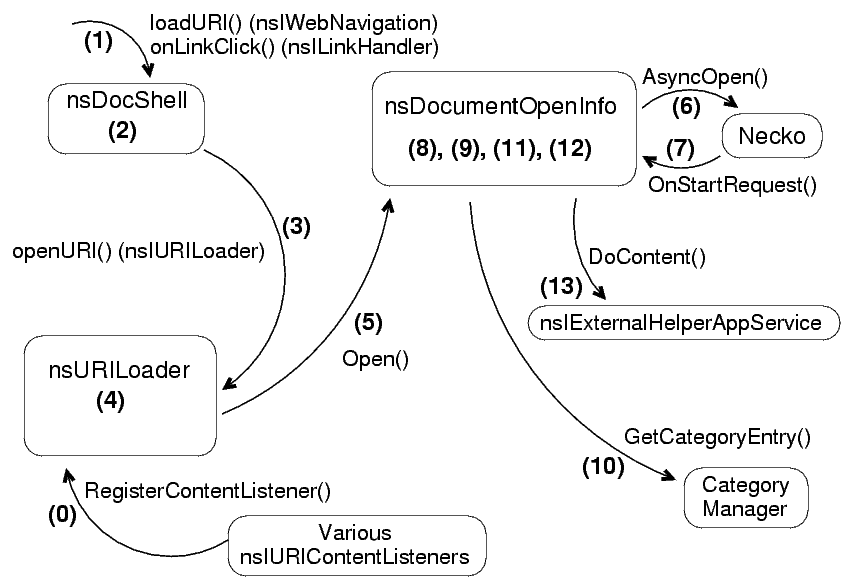 (1)
loadURI() (nsIWebNavigation)
onLinkClick() (nsILinkHandler)
nsDocShell
(2)
nsDocumentOpenInfo
(8), (9), (11), (12)
AsyncOpen()
(6)
Necko
(7)
OnStartRequest()
(3)
openURI() (nsIURILoader)
DoContent()
(13)
nsIExternalHelperAppService
(5)
Open()
nsURILoader
(4)
GetCategoryEntry()
(10)
Category
Manager
RegisterContentListener()
(0)
Various
nsIURIContentListeners